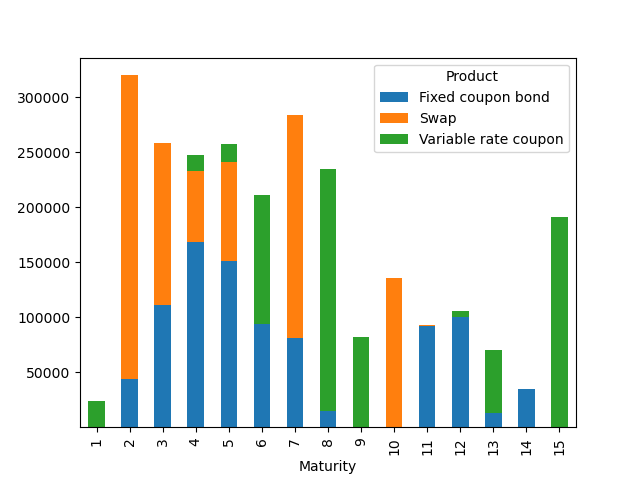 Product
Fixed coupon bond
Swap
Variable rate coupon
300000
250000
200000
150000
100000
50000
1 2 3 4 5 6 7 8 9 10 11 12 13 14 15
Maturity